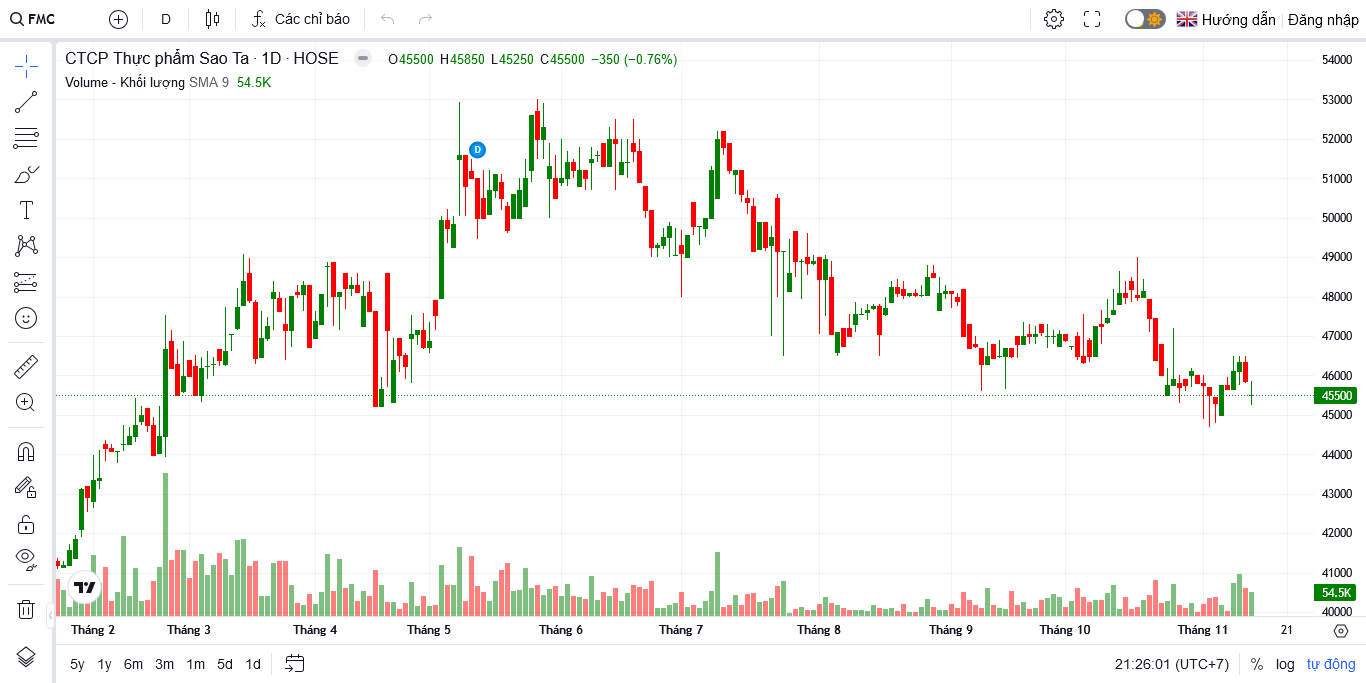 FMC D Các chỉ báo Hướng dẫn Đăng nhập
CTCP Thực phẩm Sao Ta · 1D · HOSE O45500 H45850 L45250 C45500 −350 (−0.76%)
Volume - Khối lượng SMA 9 54.5K
D
54000
53000
52000
51000
50000
49000
48000
47000
46000
45500
45000
44000
43000
42000
41000
54.5K
40000
Tháng 2 Tháng 3 Tháng 4 Tháng 5 Tháng 6 Tháng 7 Tháng 8 Tháng 9 Tháng 10 Tháng 11 21
5y 1y 6m 3m 1m 5d 1d 21:26:01 (UTC+7) % log tự động